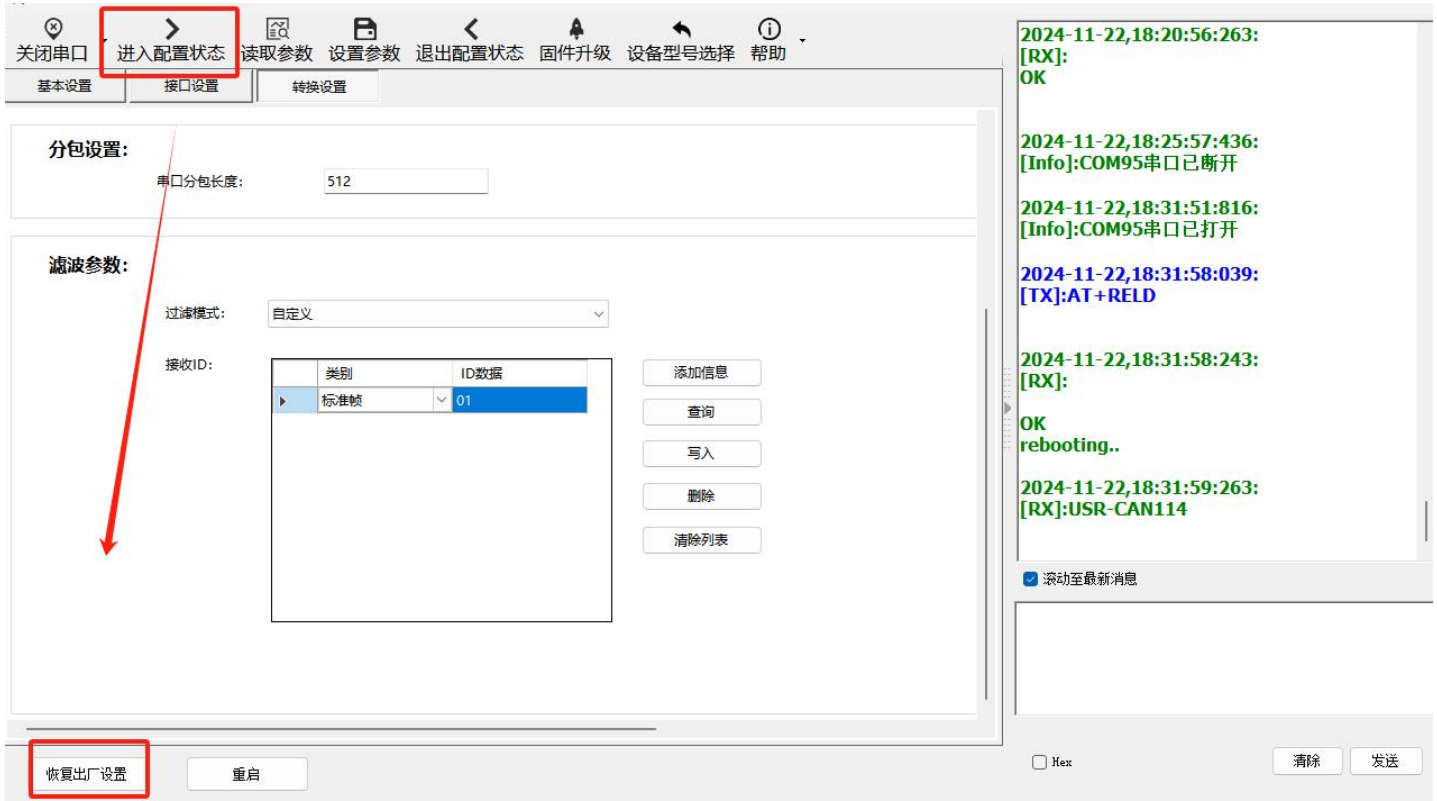 关闭串口
进入配置状态
读取参数
设置参数
退出配置状态
固件升级
设备型号选择
帮助
基本设置
接口设置
转换设置
分包设置：
串口分包长度：
512
滤波参数：
过滤模式：
自定义
接收ID：
类别
ID数据
标准帧
01
添加信息
查询
写入
删除
清除列表
恢复出厂设置
重启
2024-11-22,18:20:56:263:
[RX]:
OK
2024-11-22,18:25:57:436:
[Info]:COM95串口已断开
2024-11-22,18:31:51:816:
[Info]:COM95串口已打开
2024-11-22,18:31:58:039:
[TX]:AT+RELD
2024-11-22,18:31:58:243:
[RX]:
OK
rebooting..
2024-11-22,18:31:59:263:
[RX]:USR-CAN114
滚动至最新消息
Hex
清除
发送